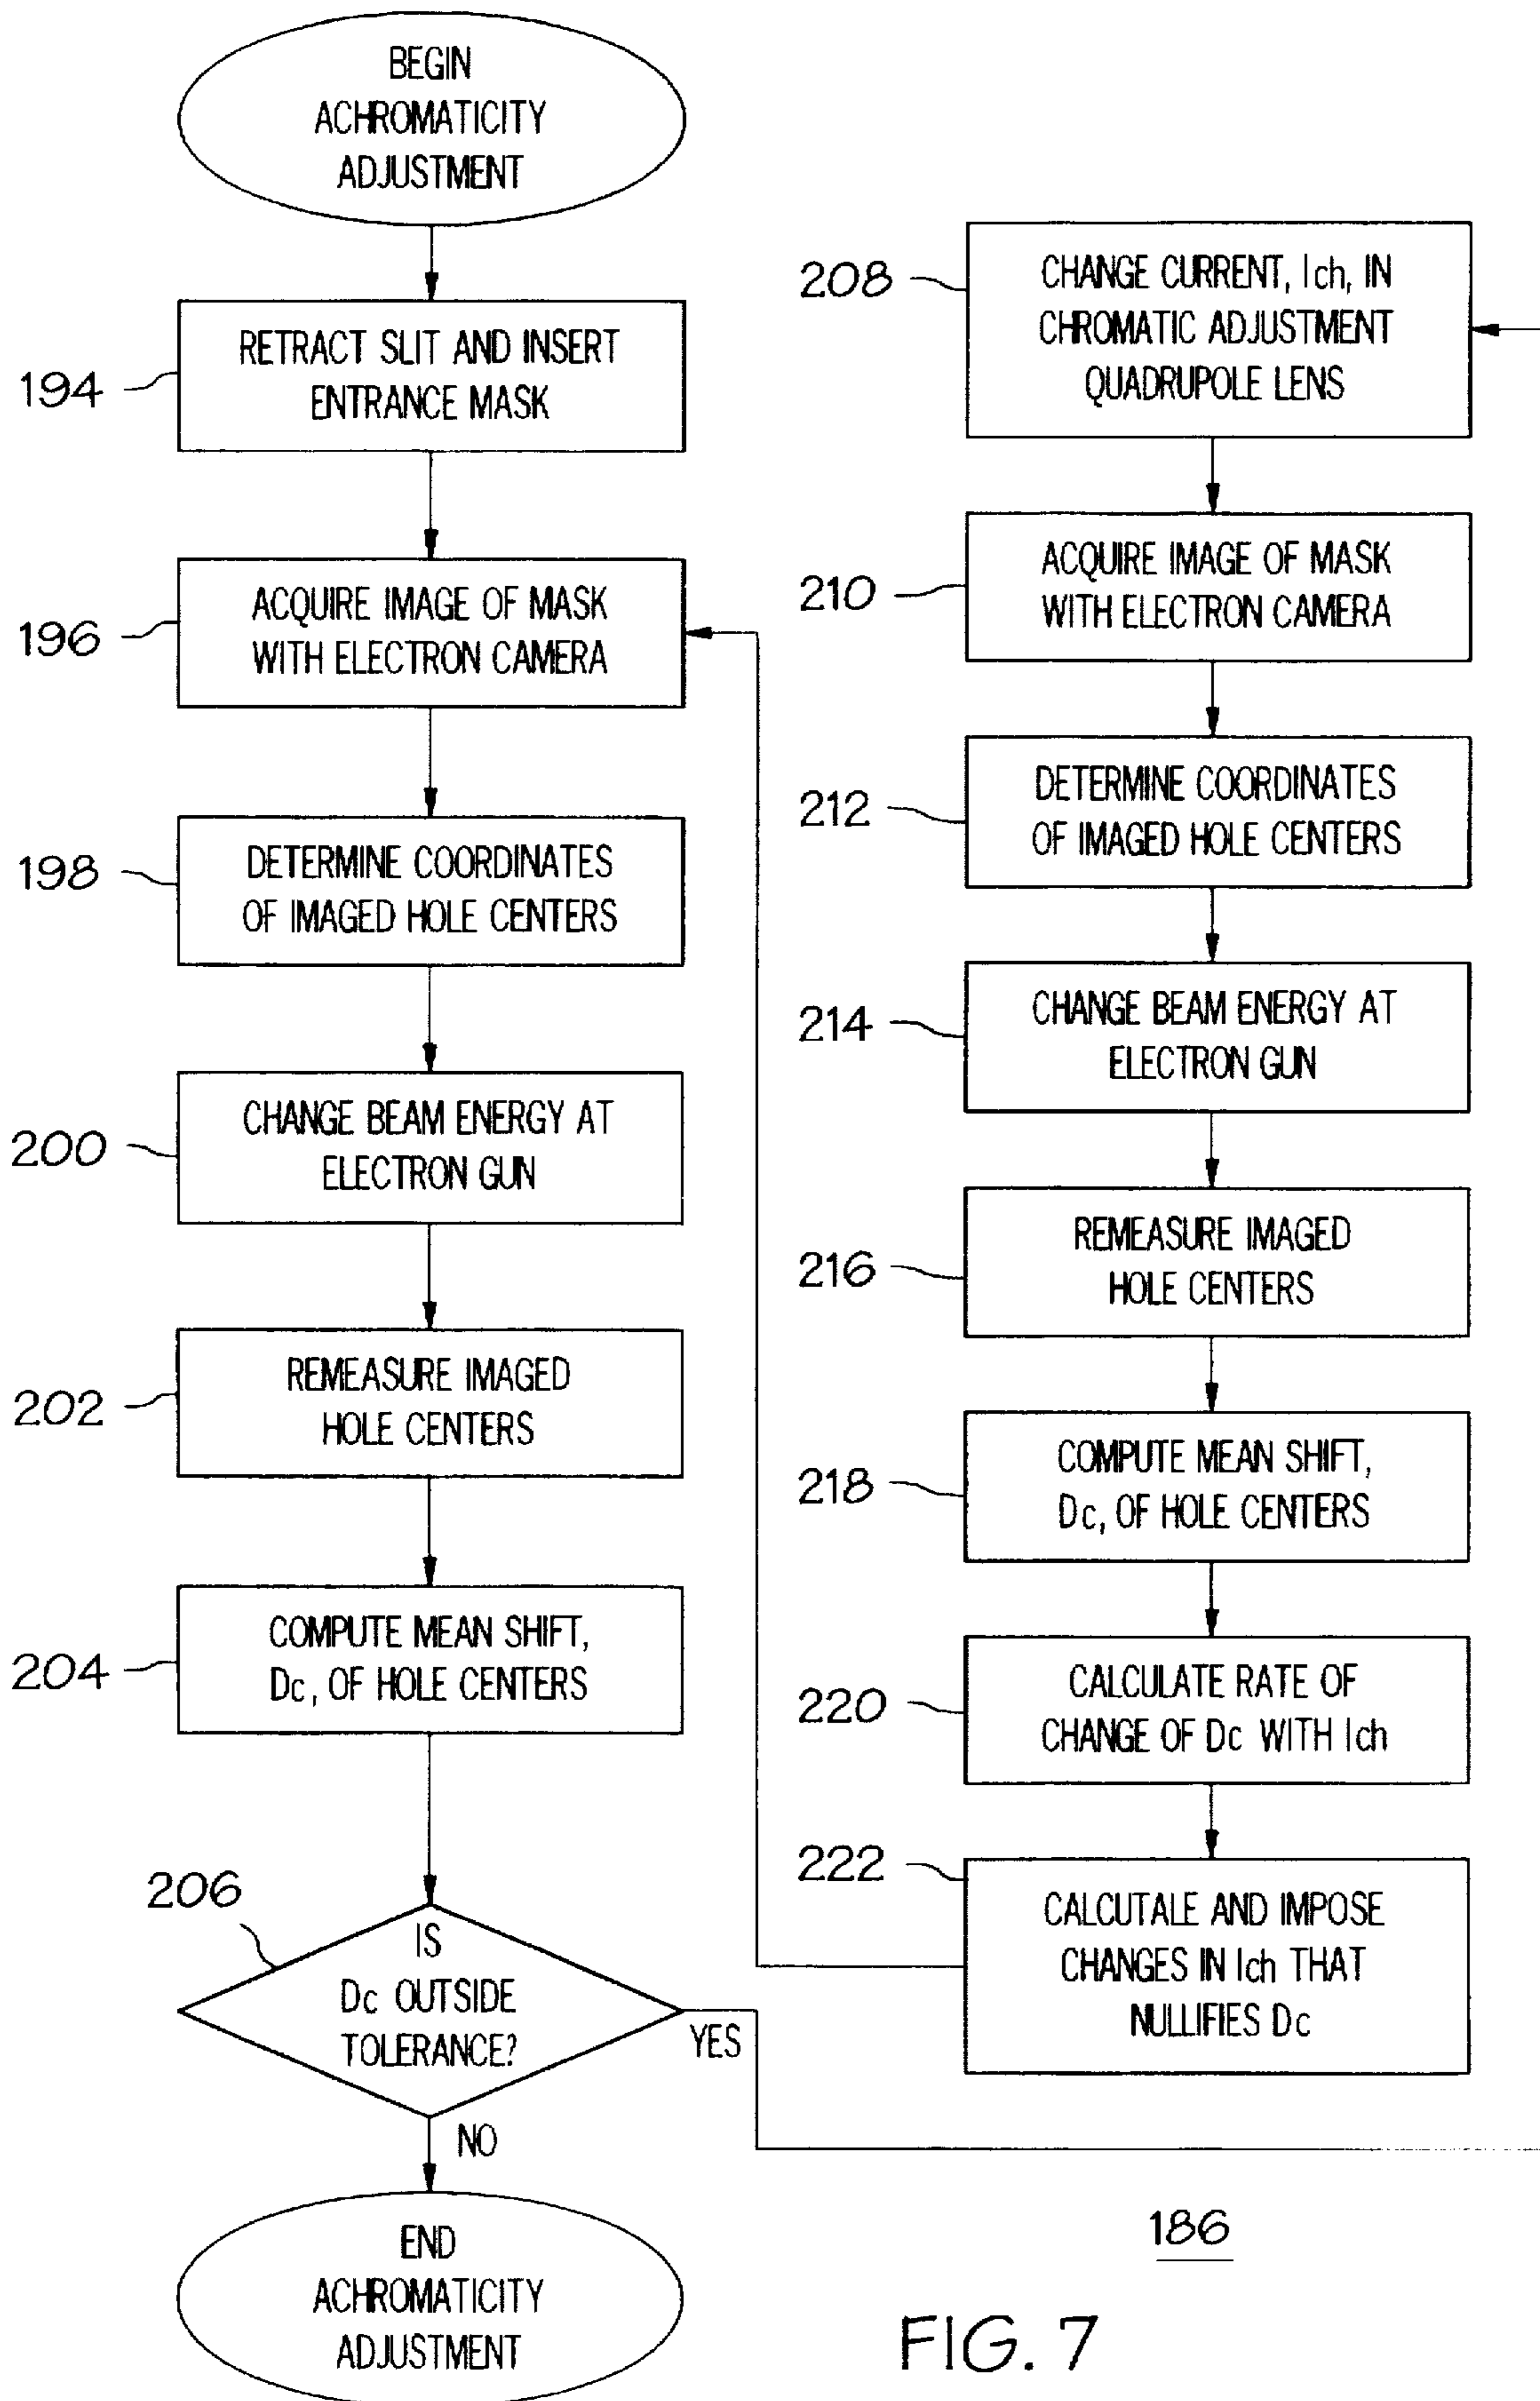 BEGIN
ACHROMATICITY
ADJUSTMENT
194
RETRACT SLIT AND INSERT
ENTRANCE MASK
196
ACQUIRE IMAGE OF MASK
WITH ELECTRON CAMERA
198
DETERMINE COORDINATES
OF IMAGED HOLE CENTERS
200
CHANGE BEAM ENERGY AT
ELECTRON GUN
202
REMEASURE IMAGED
HOLE CENTERS
204
COMPUTE MEAN SHIFT,
Dc, OF HOLE CENTERS
206
IS
Dc OUTSIDE
TOLERANCE?
YES
NO
END
ACHROMATICITY
ADJUSTMENT
208
CHANGE CURRENT, Ich, IN
CHROMATIC ADJUSTMENT
QUADRUPOLE LENS
210
ACQUIRE IMAGE OF MASK
WITH ELECTRON CAMERA
212
DETERMINE COORDINATES
OF IMAGED HOLE CENTERS
214
CHANGE BEAM ENERGY AT
ELECTRON GUN
216
REMEASURE IMAGED
HOLE CENTERS
218
COMPUTE MEAN SHIFT,
Dc, OF HOLE CENTERS
220
CALCULATE RATE OF
CHANGE OF Dc WITH Ich
222
CALCUTALE AND IMPOSE
CHANGES IN Ich THAT
NULLIFIES Dc
186
FIG. 7